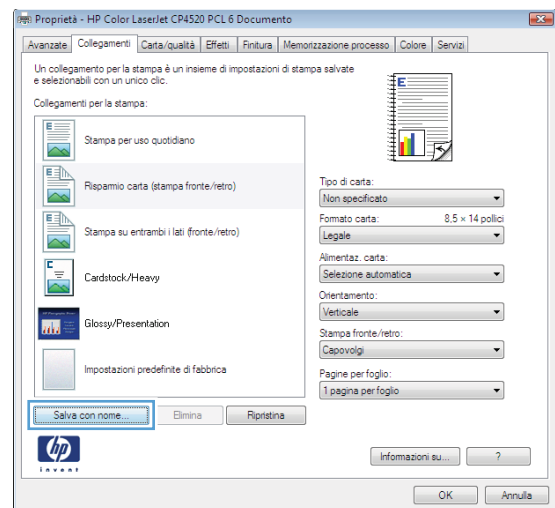 Proprietà - HP Color LaserJet CP4520 PCL 6 Documento
Avanzate Collegamenti Carta/qualità Effetti Finitura Memorizzazione processo Colore Servizi
Un collegamento per la stampa è un insieme di impostazioni di stampa salvate
e selezionabili con un unico clic.
Collegamenti per la stampa:
E
Stampa per uso quotidiano
E
Risparmio carta (stampa fronte/retro)
E
Stampa su entrambi i lati (fronte/retro)
E
Cardstock/Heavy
Glossy/Presentation
Impostazioni predefinite di fabbrica
Salva con nome... Elimina Ripristina
E
Tipo di carta:
Non specificato
Formato carta: 8,5 × 14 pollici
Legale
Alimentaz. carta:
Selezione automatica
Orientamento:
Verticale
Stampa fronte/retro:
Capovolgi
Pagine per foglio:
1 pagina per foglio
hp
invent
Informazioni su... ?
OK Annulla